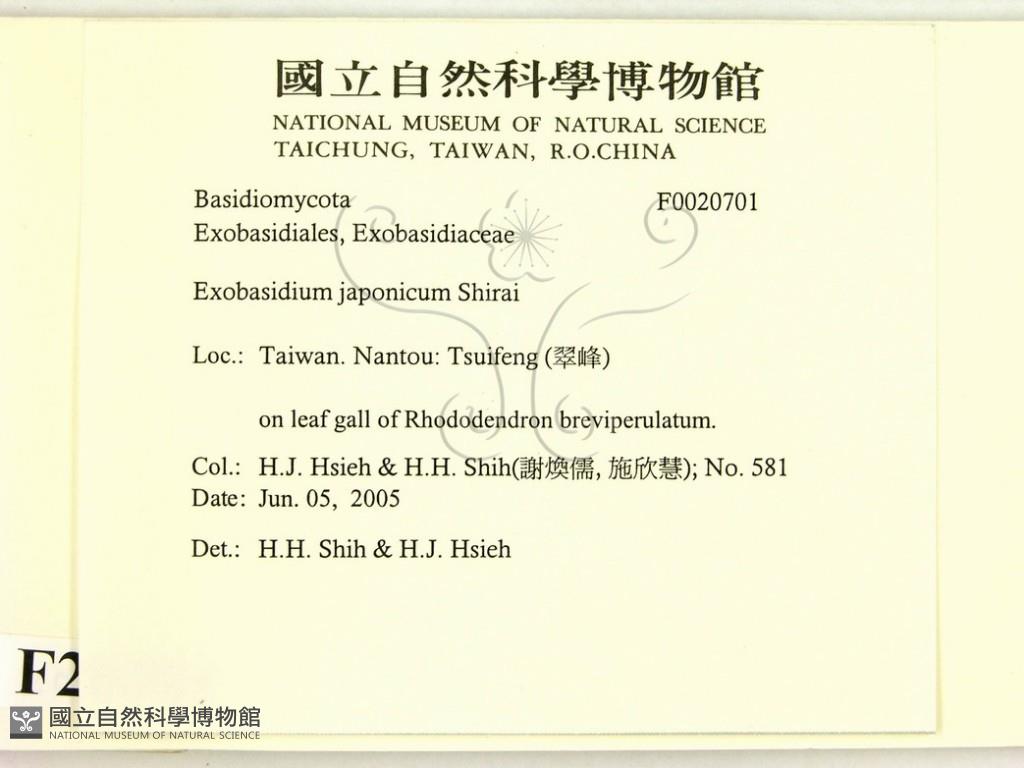 國立自然科學博物館
NATIONAL MUSEUM OF NATURAL SCIENCE
TAICHUNG, TAIWAN, R.O.CHINA
Basidiomycota F0020701
Exobasidiales, Exobasidiaceae
Exobasidium japonicum Shirai
Loc.: Taiwan. Nantou: Tsuifeng (翠峰)
on leaf gall of Rhododendron breviperulatum.
Col.: H.J. Hsieh & H.H. Shih(謝煥儒, 施欣慧); No. 581
Date: Jun. 05, 2005
Det.: H.H. Shih & H.J. Hsieh
F2
國立自然科學博物館
NATIONAL MUSEUM OF NATURAL SCIENCE